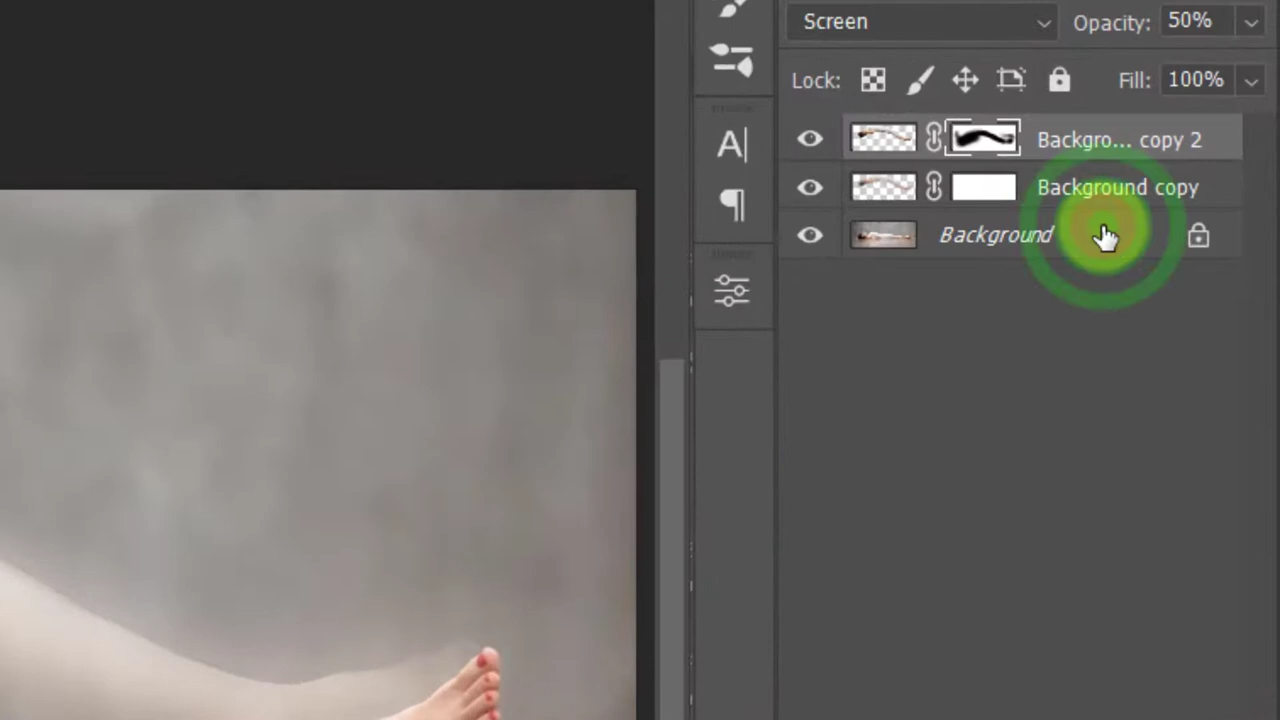 Screen Opacity: 50%
Lock: Fill: 100%
A|
Backgro... copy 2
Background copy
Background